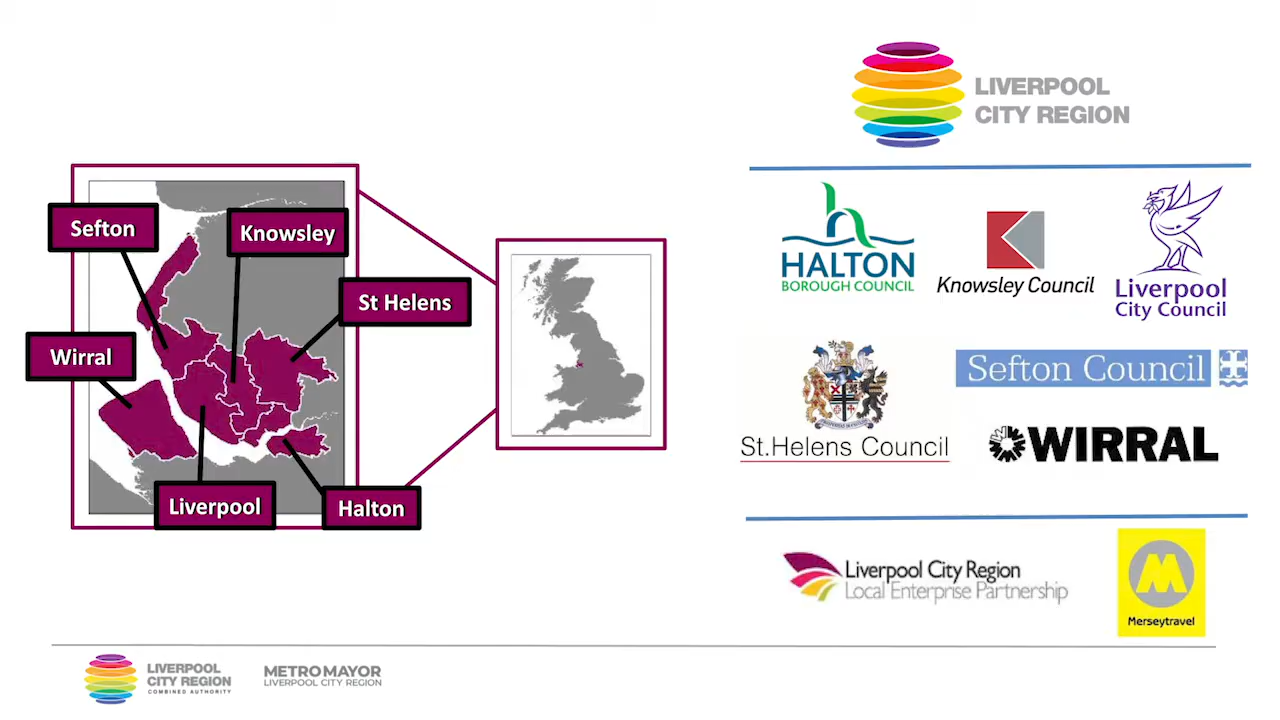 LIVERPOOL
CITY REGION
Sefton
Knowsley
St Helens
Wirral
Liverpool
Halton
HALTON
BOROUGH COUNCIL
Knowsley Council
Liverpool
City Council
St.Helens Council
Sefton Council
WIRRAL
Liverpool City Region
Local Enterprise Partnership
M
Merseytravel
LIVERPOOL
CITY REGION
COMBINED AUTHORITY
METRO MAYOR
LIVERPOOL CITY REGION